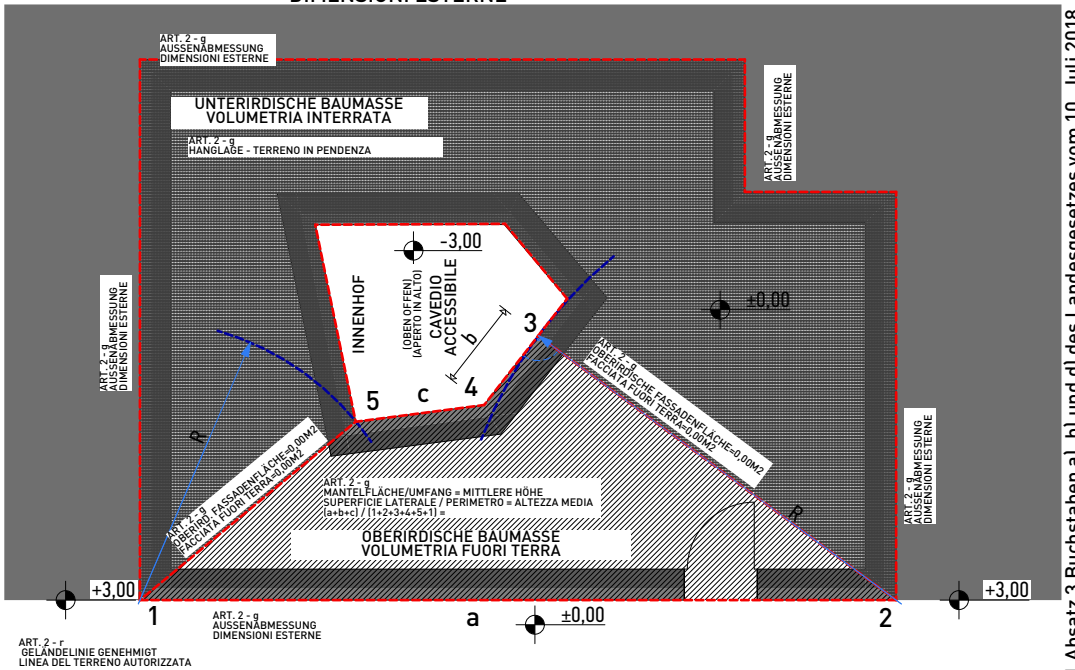 DIMENSIONI ESTERNE
ART. 2 - g
AUSSENABMESSUNG
DIMENSIONI ESTERNE
UNTERIRDISCHE BAUMASSE
VOLUMETRIA INTERRATA
ART. 2 - g
HANGLAGE - TERRENO IN PENDENZA
ART. 2 - g
AUSSENABMESSUNG
DIMENSIONI ESTERNE
-3,00
INNENHOF
(OBEN OFFEN)
(APERTO IN ALTO)
CAVEDIO
ACCESSIBILE
b
3
±0,00
ART. 2 - g
AUSSENABMESSUNG
DIMENSIONI ESTERNE
5
c
4
R
ART. 2 - g
OBERIRDISCHE FASSADENFLÄCHE=0,00M2
FACCIATA FUORI TERRA=0,00M2
ART. 2 - g
OBERIRD. FASSADENFLÄCHE=0,00M2
FACCIATA FUORI TERRA=0,00M2
ART. 2 - g
MANTELFLÄCHE/UMFANG = MITTLERE HÖHE
SUPERFICIE LATERALE / PERIMETRO = ALTEZZA MEDIA
(a+b+c) / (1+2+3+4+5+1) =
R
ART. 2 - g
AUSSENABMESSUNG
DIMENSIONI ESTERNE
OBERIRDISCHE BAUMASSE
VOLUMETRIA FUORI TERRA
+3,00
+3,00
1
ART. 2 - g
AUSSENABMESSUNG
DIMENSIONI ESTERNE
a
±0,00
2
ART. 2 - r
GELÄNDELINIE GENEHMIGT
LINEA DEL TERRENO AUTORIZZATA
Absatz 3 Buchstaben a), b) und d) des Landesgesetzes vom 10. Juli 2018